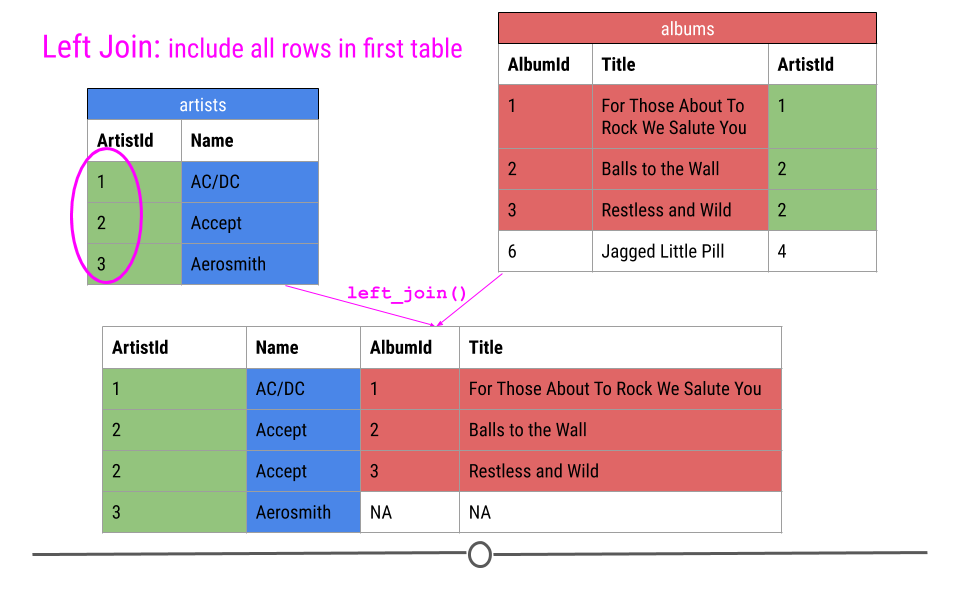 Left Join: include all rows in first table
albums
AlbumId Title ArtistId
1 For Those About To Rock We Salute You 1
2 Balls to the Wall 2
3 Restless and Wild 2
6 Jagged Little Pill 4
artists
ArtistId Name
1 AC/DC
2 Accept
3 Aerosmith
left_join()
ArtistId Name AlbumId Title
1 AC/DC 1 For Those About To Rock We Salute You
2 Accept 2 Balls to the Wall
2 Accept 3 Restless and Wild
3 Aerosmith NA NA